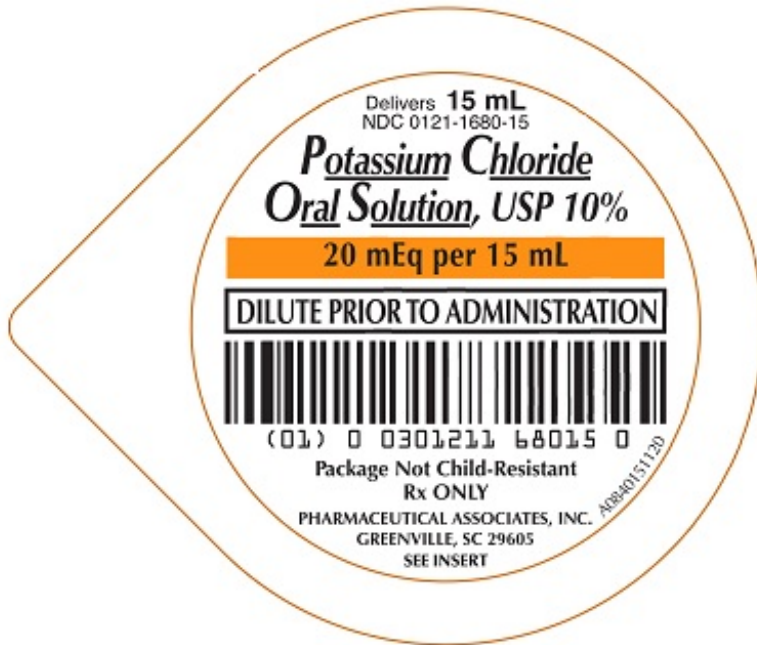 Delivers 15 mL
NDC 0121-1680-15
Potassium Chloride
Oral Solution, USP 10%
20 mEq per 15 mL
DILUTE PRIOR TO ADMINISTRATION
(01) 0 0301211 68015 0
Package Not Child-Resistant
Rx ONLY
PHARMACEUTICAL ASSOCIATES, INC.
GREENVILLE, SC 29605
SEE INSERT
A0840151120